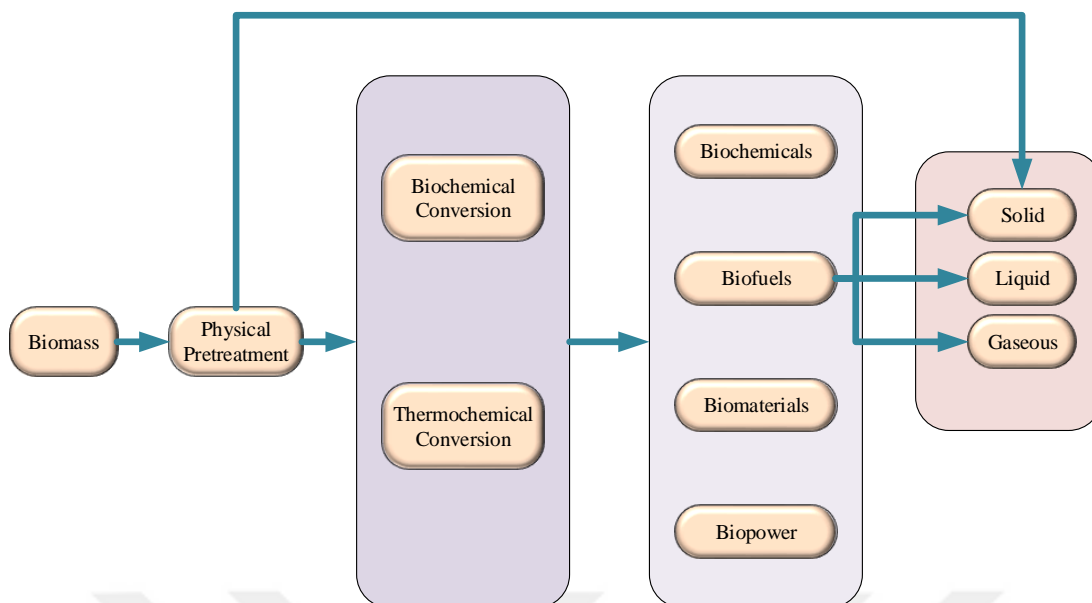 Biomass
Physical
Pretreatment
Biochemical
Conversion
Thermochemical
Conversion
Biochemicals
Biofuels
Biomaterials
Biopower
Solid
Liquid
Gaseous